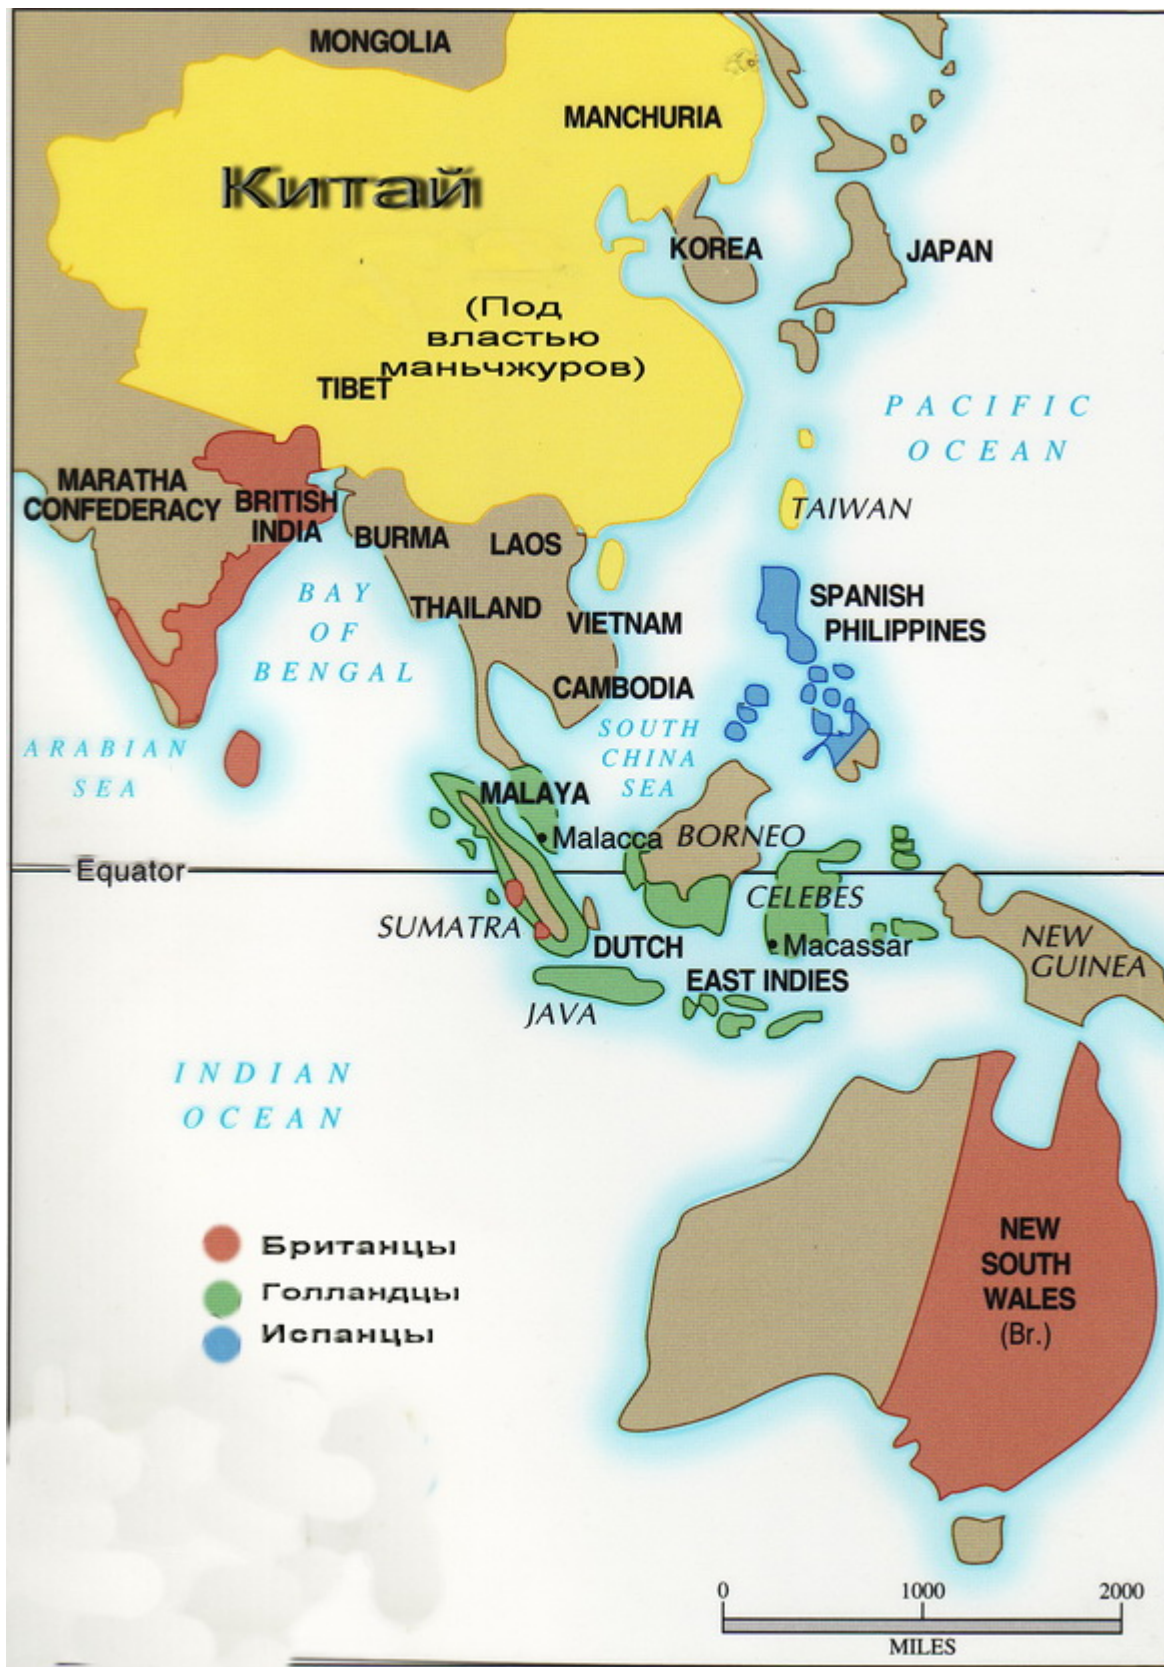 MONGOLIA
MANCHURIA
Китай
KOREA
JAPAN
(Под
властью
маньчжуров)
TIBET
PACIFIC
OCEAN
MARATHA
CONFEDERACY
BRITISH
INDIA
BURMA
LAOS
TAIWAN
BAY
OF
BENGAL
THAILAND
VIETNAM
SPANISH
PHILIPPINES
CAMBODIA
ARABIAN
SEA
SOUTH
CHINA
SEA
MALAYA
Malacca
BORNEO
Equator
CELEBES
SUMATRA
DUTCH
EAST INDIES
Macassar
NEW
GUINEA
JAVA
INDIAN
OCEAN
Британцы
Голландцы
Испанцы
NEW
SOUTH
WALES
(Br.)
0 1000 2000
MILES